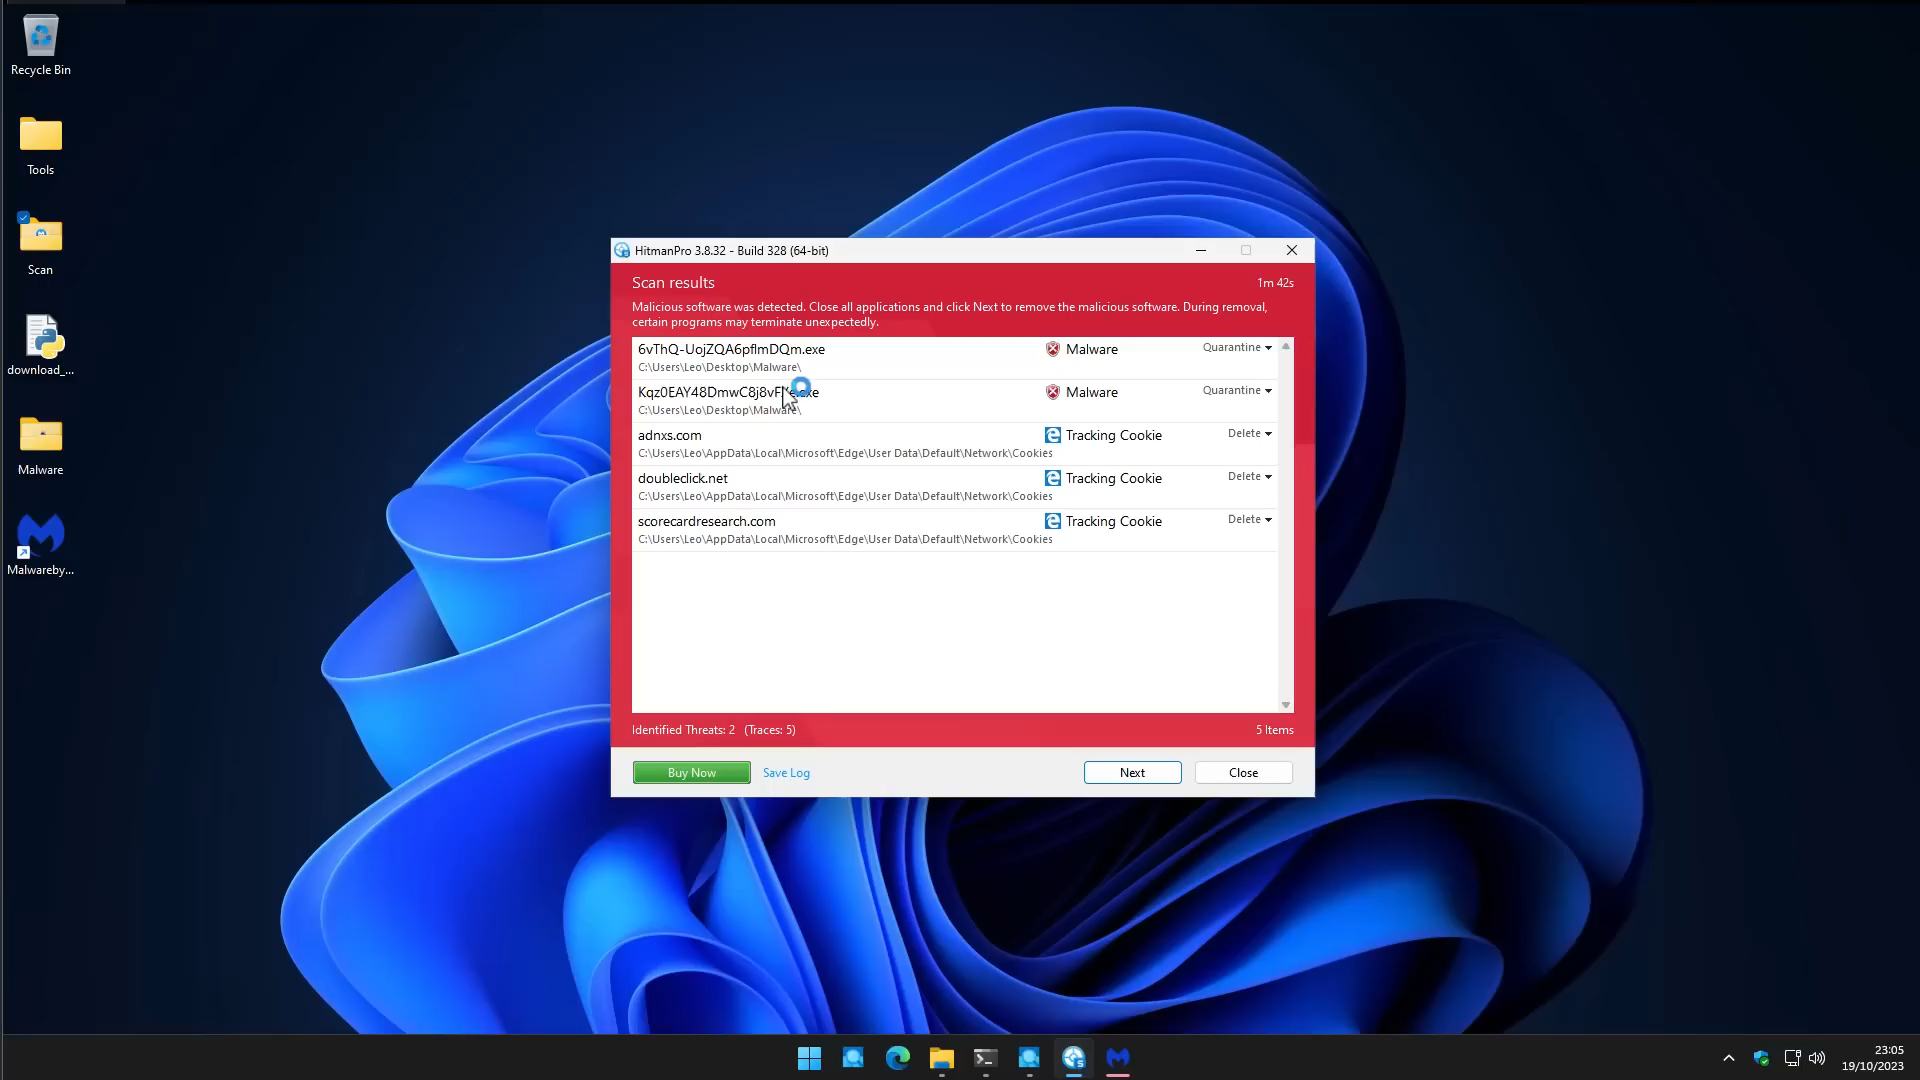 Recycle Bin
Tools
Scan
download_...
Malware
Malwareby...
HitmanPro 3.8.32 - Build 328 (64-bit)
Scan results
1m 42s
Malicious software was detected. Close all applications and click Next to remove the malicious software. During removal,
certain programs may terminate unexpectedly.
6vThQ-UojZQA6pflmDQm.exe
Malware
Quarantine
C:\Users\Leo\Desktop\Malware\
Malware
Quarantine
C:\Users\Leo\Desktop\Malware\
adnxs.com
Tracking Cookie
Delete
C:\Users\Leo\AppData\Local\Microsoft\Edge\User Data\Default\Network\Cookies
doubleclick.net
Tracking Cookie
Delete
C:\Users\Leo\AppData\Local\Microsoft\Edge\User Data\Default\Network\Cookies
scorecardresearch.com
Tracking Cookie
Delete
C:\Users\Leo\AppData\Local\Microsoft\Edge\User Data\Default\Network\Cookies
Identified Threats: 2 (Traces: 5)
5 Items
Buy Now
Save Log
Next
Close
23:05
19/10/2023